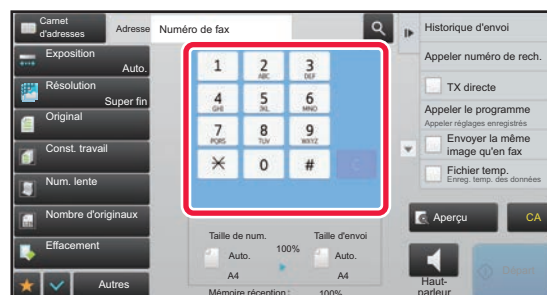 Carnet
d'adresses
Adresse
Numéro de fax
Exposition
Auto.
Résolution
Super fin
Original
Const. travail
Num. lente
Nombre d'originaux
Effacement
Autres
1
2
ABC
3
DEF
4
GHI
5
JKL
6
MNO
7
PQRS
8
TUV
9
WXYZ
0
#
C
Taille de num.
100%
Taille d'envoi
Auto.
A4
Auto.
A4
Mémoire réception :
100%
Historique d'envoi
Appeler numéro de rech.
TX directe
Appeler le programme
Appeler réglages enregistrés
Envoyer la même
image qu'en fax
Fichier temp.
Enreg. temp. des données
Aperçu
CA
Haut-
parleur
Départ